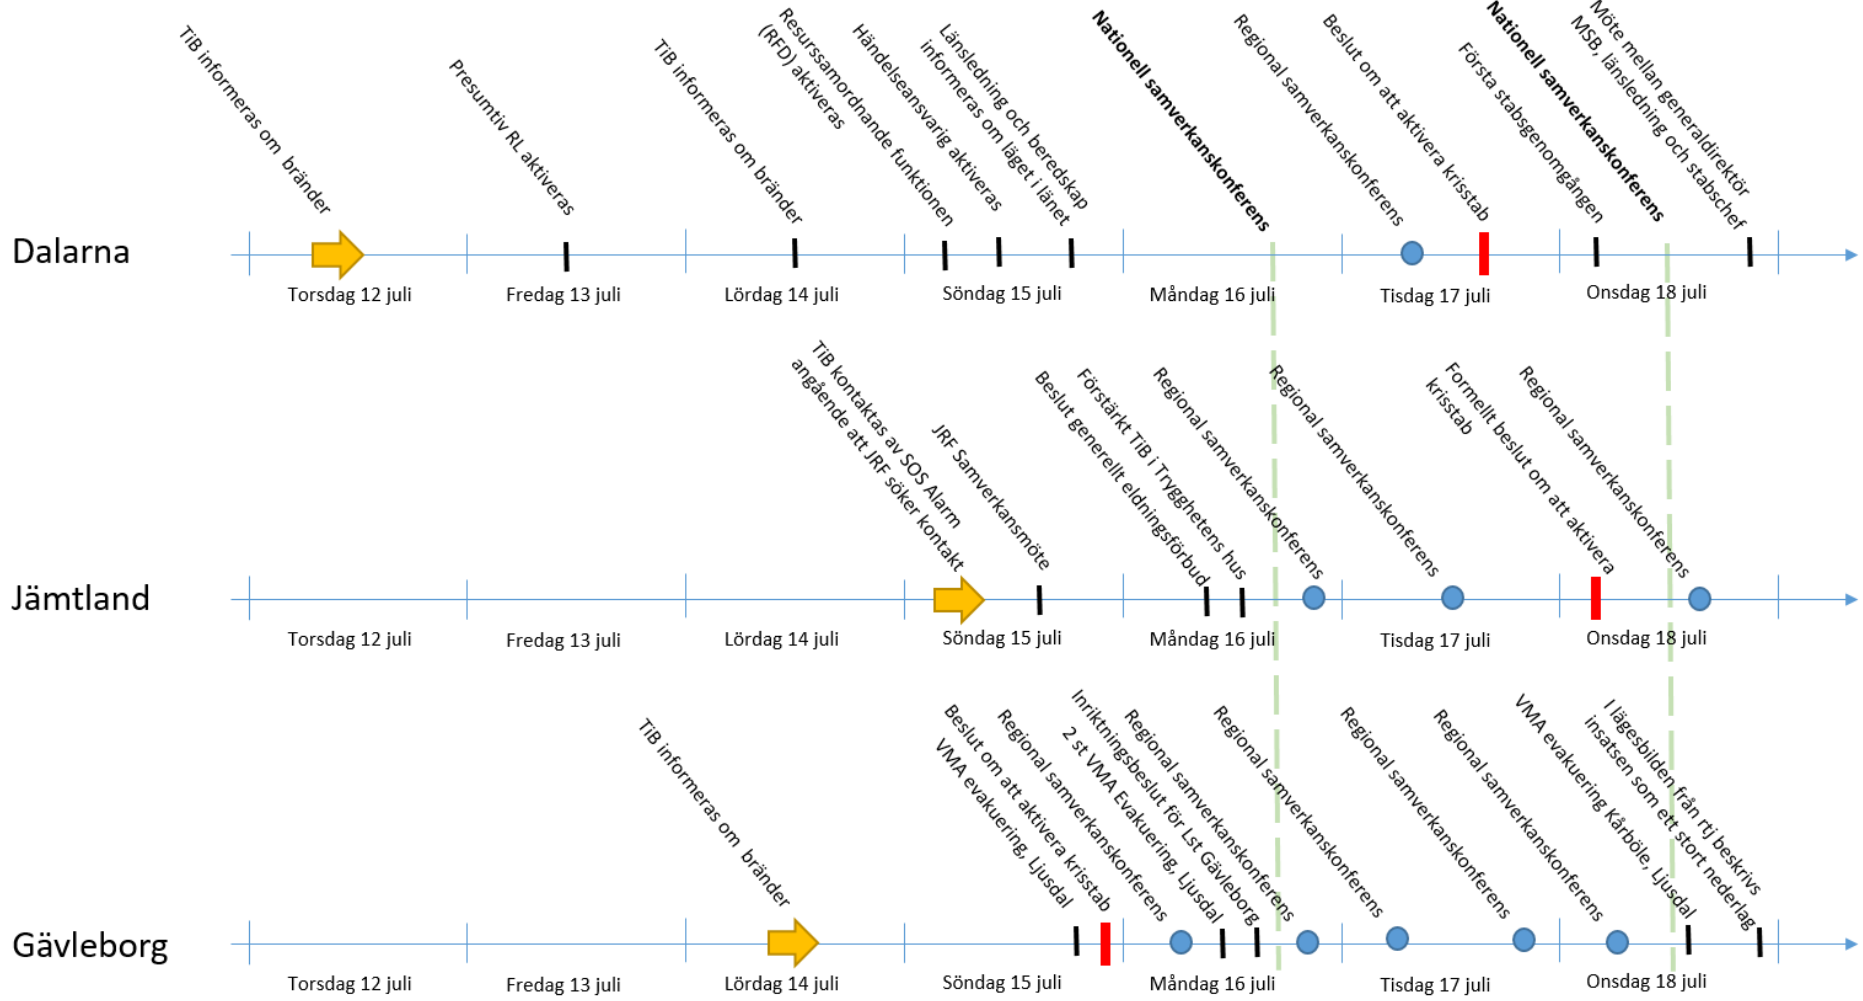 TiB informeras om bränder
Presumtiv RL aktiveras
TiB informeras om bränder
Resurssamordnande funktionen
(RFD) aktiveras
Händelseansvarig aktiveras
Länsledning och beredskap
informeras om läget i länet
Nationell samverkanskonferens
Regional samverkanskonferens
Beslut om att aktivera krisstab
Första stabsgenomgången
Nationell samverkanskonferens
Möte mellan generaldirektör
MSB, länsledning och stabschef
Dalarna
Torsdag 12 juli
Fredag 13 juli
Lördag 14 juli
Söndag 15 juli
Måndag 16 juli
Tisdag 17 juli
Onsdag 18 juli
TiB kontaktas av SOS Alarm
angående att JRF söker kontakt
JRF Samverkansmöte
Beslut generellt eldningsförbud
Förstärkt TiB i Trygghetens hus
Regional samverkanskonferens
Regional samverkanskonferens
Formellt beslut om att aktivera
krisstab
Regional samverkanskonferens
Jämtland
Torsdag 12 juli
Fredag 13 juli
Lördag 14 juli
Söndag 15 juli
Måndag 16 juli
Tisdag 17 juli
Onsdag 18 juli
TiB informeras om bränder
VMA evakuering, Ljusdal
Beslut om att aktivera krisstab
Regional samverkanskonferens
2 st VMA Evakuering, Ljusdal
Inriktningsbeslut för Lst Gävleborg
Regional samverkanskonferens
Regional samverkanskonferens
Regional samverkanskonferens
Regional samverkanskonferens
VMA evakuering Kårböle, Ljusdal
I lägesbilden från rtj beskrivs
insatsen som ett stort nederlag
Gävleborg
Torsdag 12 juli
Fredag 13 juli
Lördag 14 juli
Söndag 15 juli
Måndag 16 juli
Tisdag 17 juli
Onsdag 18 juli